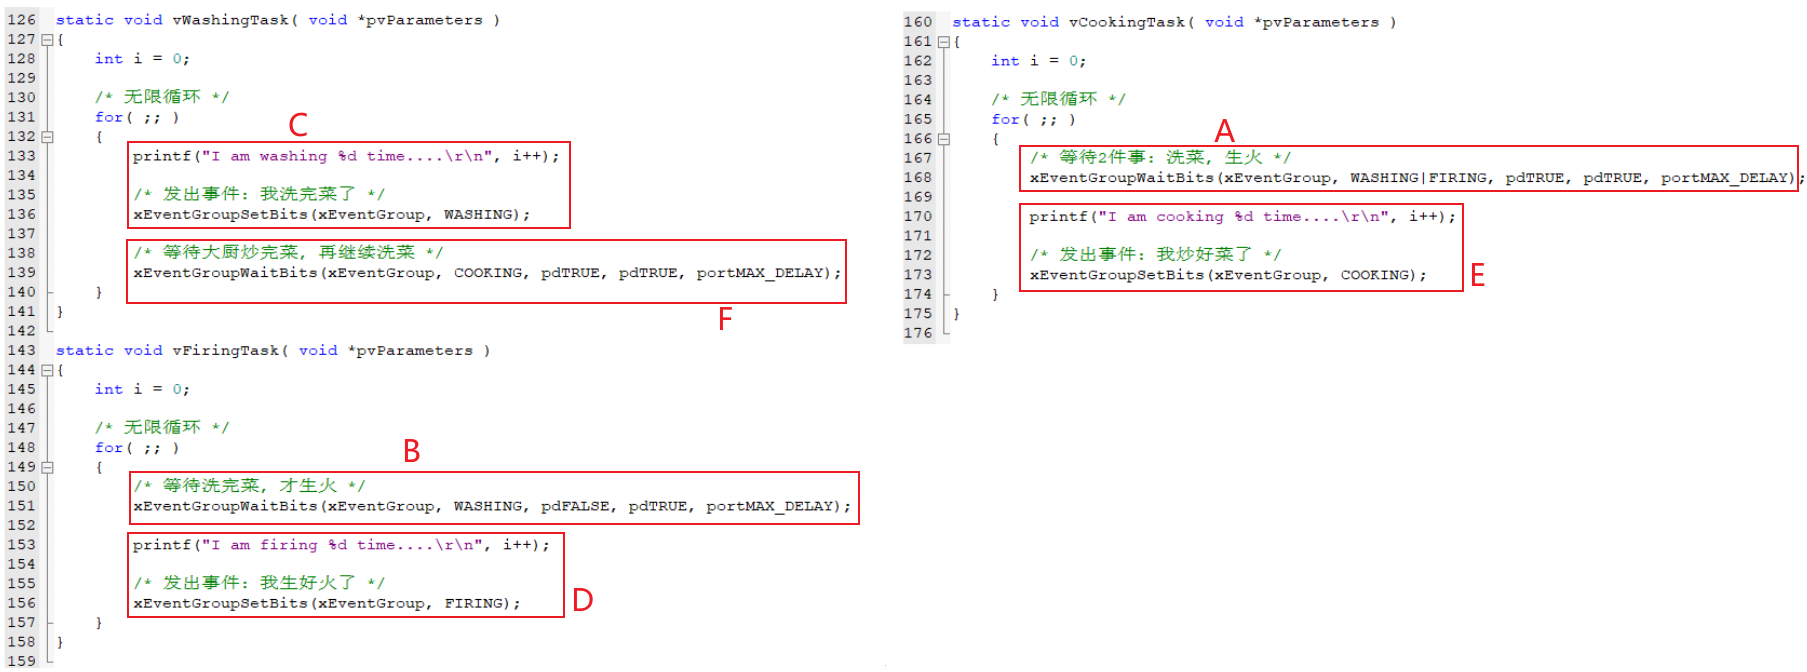 126 static void vWashingTask( void *pvParameters )
127 {
128 int i = 0;
129
130 /* 无限循环 */
131 for( ;; )
132 {
C
133 printf("I am washing %d time....\r\n", i++);
134
135 /* 发出事件: 我洗完菜了 */
136 xEventGroupSetBits(xEventGroup, WASHING);
137
138 /* 等待大厨炒完菜, 再继续洗菜 */
139 xEventGroupWaitBits(xEventGroup, COOKING, pdTRUE, pdTRUE, portMAX_DELAY);
140 }
141 }
F
142
143 static void vFiringTask( void *pvParameters )
144 {
145 int i = 0;
146
147 /* 无限循环 */
148 for( ;; )
149 {
B
150 /* 等待洗完菜, 才生火 */
151 xEventGroupWaitBits(xEventGroup, WASHING, pdFALSE, pdTRUE, portMAX_DELAY);
152
153 printf("I am firing %d time....\r\n", i++);
154
155 /* 发出事件: 我生好火了 */
156 xEventGroupSetBits(xEventGroup, FIRING);
D
157 }
158 }
159
160 static void vCookingTask( void *pvParameters )
161 {
162 int i = 0;
163
164 /* 无限循环 */
165 for( ;; )
166 {
A
167 /* 等待2件事: 洗菜, 生火 */
168 xEventGroupWaitBits(xEventGroup, WASHING|FIRING, pdTRUE, pdTRUE, portMAX_DELAY);
169
170 printf("I am cooking %d time....\r\n", i++);
171
172 /* 发出事件: 我炒好菜了 */
173 xEventGroupSetBits(xEventGroup, COOKING);
E
174 }
175 }
176